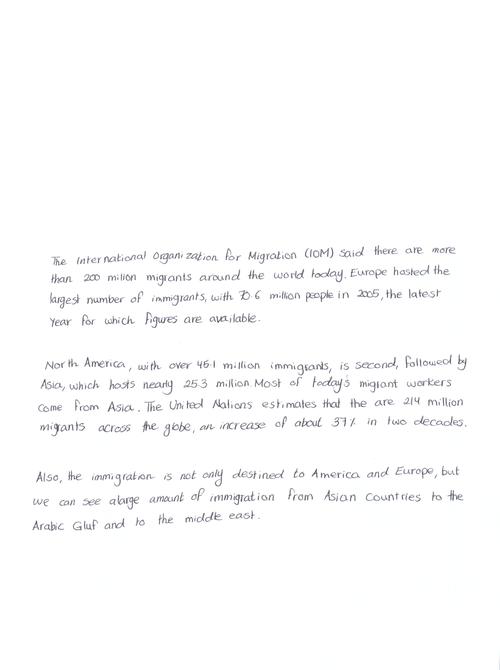 The International Organization for Migration (IOM) said there are more
than 200 million migrants around the world today. Europe hosted the
largest number of immigrants, with 70.6 million people in 2005, the latest
year for which figures are available.
North America, with over 45.1 million immigrants, is second, followed by
Asia, which hosts nearly 25.3 million. Most of today's migrant workers
come from Asia. The United Nations estimates that the are 214 million
migrants across the globe, an increase of about 37% in two decades.
Also, the immigration is not only destined to America and Europe, but
we can see alarge amount of immigration from Asian Countries to the
Arabic Gluf and to the middle east.